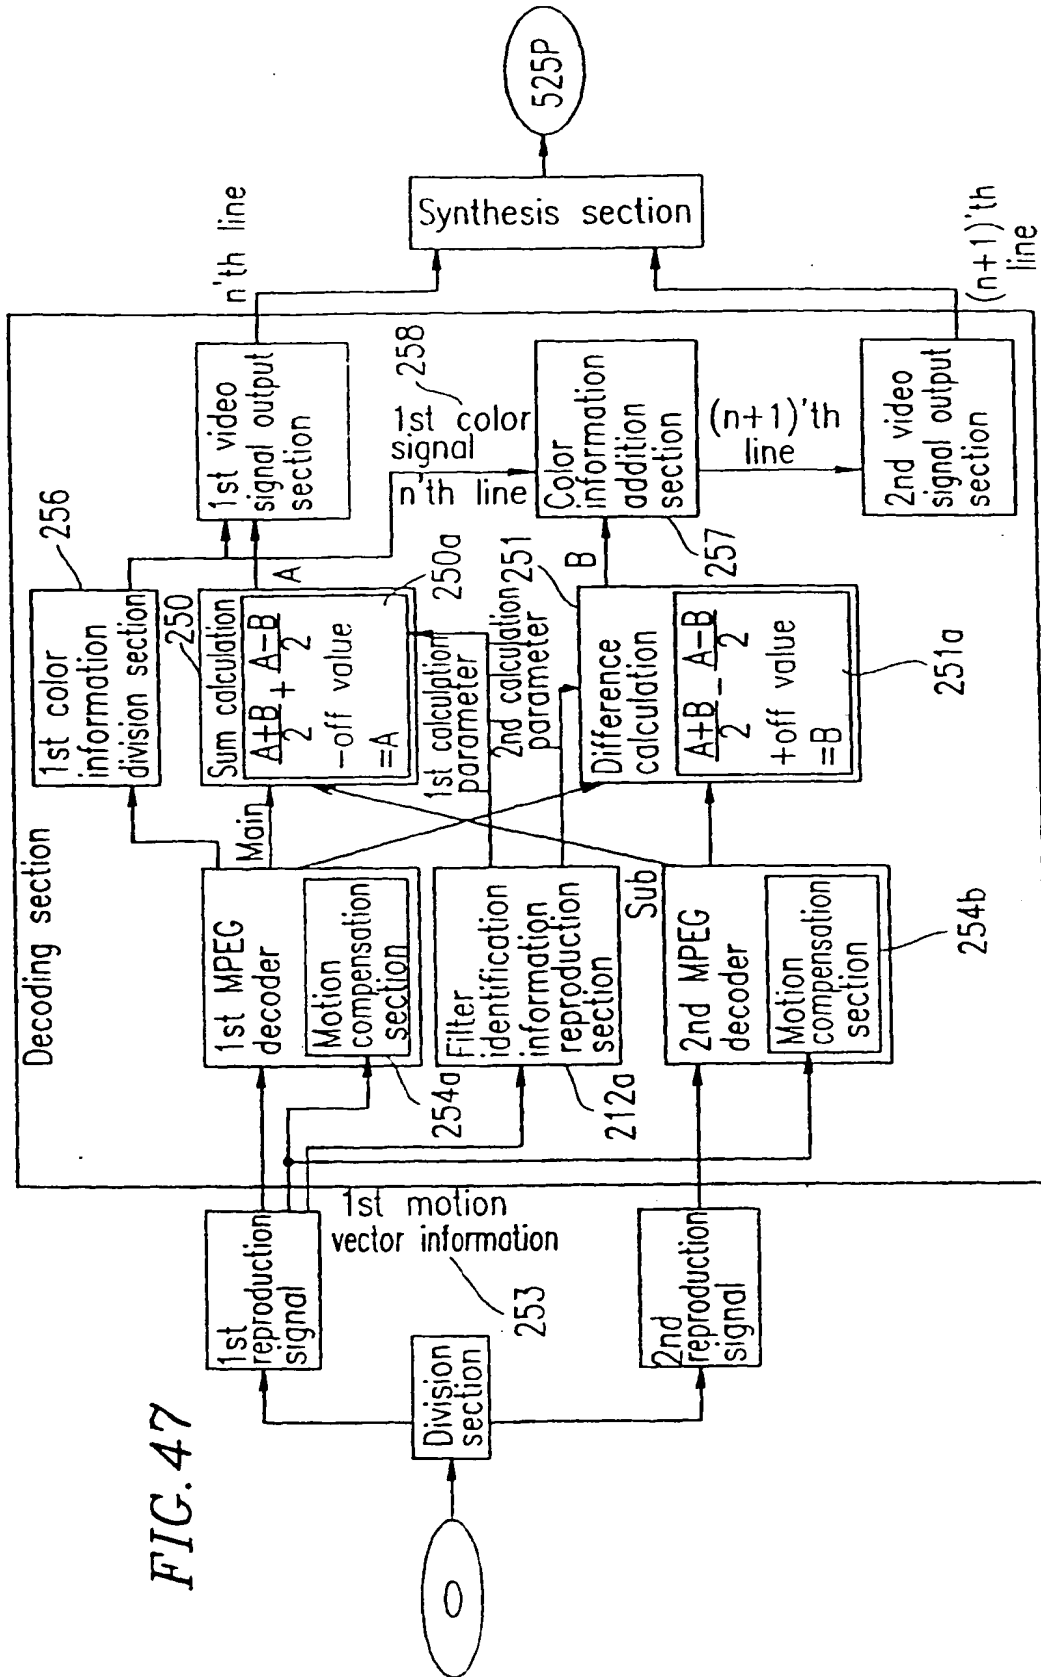 FIG. 47
Division
section
1st
reproduction
signal
2nd
reproduction
signal
1st motion
vector information
253
Decoding section
1st MPEG
decoder
Motion
compensation
section
254a
Filter
identification
information
reproduction
section
212a
2nd MPEG
decoder
Motion
compensation
section
254b
Main
Sub
1st color
information
division section
256
Sum calculation
250
A+B/2 + A−B/2
−off value
=A
250a
1st calculation
parameter
2nd calculation
parameter
Difference
calculation
251
A+B/2 − A−B/2
+off value
=B
251a
A
B
1st video
signal output
section
1st color
signal
258
n'th line
Color
information
addition
section
257
(n+1)'th
line
2nd video
signal output
section
n'th line
(n+1)'th
line
Synthesis section
525P